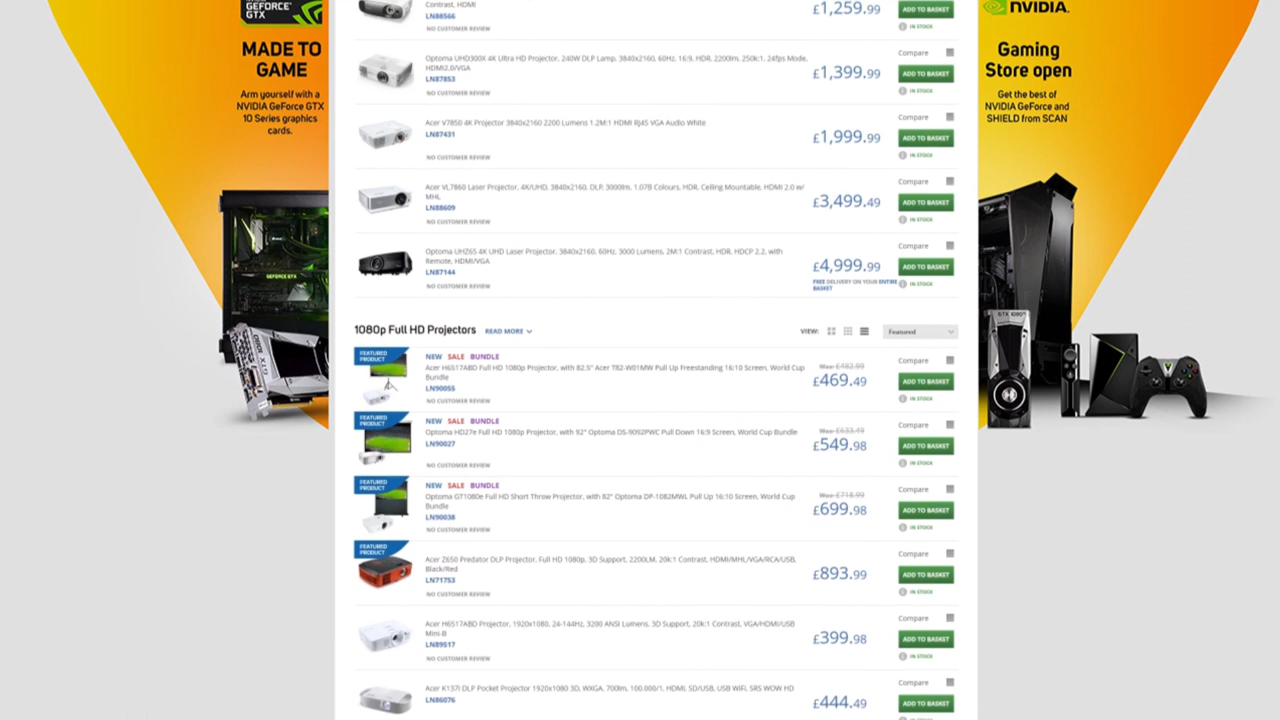 GEFORCE
GTX
MADE TO
GAME
Arm yourself with a
NVIDIA GeForce GTX
10 Series graphics
cards.
GEFORCE GTX
Contrast, HDMI
LN88566
NO CUSTOMER REVIEW
£1,259.99
ADD TO BASKET
IN STOCK
Optoma UHD300X 4K Ultra HD Projector, 240W DLP Lamp, 3840x2160, 60Hz, 16:9, HDR, 2200lm, 250k:1, 24fps Mode,
HDMI2.0/VGA
LN87853
NO CUSTOMER REVIEW
£1,399.99
Compare
ADD TO BASKET
IN STOCK
Acer V7850 4K Projector 3840x2160 2200 Lumens 1.2M:1 HDMI RJ45 VGA Audio White
LN87431
NO CUSTOMER REVIEW
£1,999.99
Compare
ADD TO BASKET
IN STOCK
Acer VL7860 Laser Projector, 4K/UHD, 3840x2160, DLP, 3000lm, 1.07B Colours, HDR, Ceiling Mountable, HDMI 2.0 w/
MHL
LN88609
NO CUSTOMER REVIEW
£3,499.49
Compare
ADD TO BASKET
IN STOCK
Optoma UHZ65 4K UHD Laser Projector, 3840x2160, 60Hz, 3000 Lumens, 2M:1 Contrast, HDR, HDCP 2.2, with
Remote, HDMI/VGA
LN87144
NO CUSTOMER REVIEW
£4,999.99
FREE DELIVERY ON YOUR ENTIRE
BASKET
Compare
ADD TO BASKET
IN STOCK
1080p Full HD Projectors READ MORE
VIEW:
Featured
FEATURED
PRODUCT
NEW SALE BUNDLE
Acer H6517ABD Full HD 1080p Projector, with 82.5" Acer T82-W01MW Pull Up Freestanding 16:10 Screen, World Cup
Bundle
LN90055
NO CUSTOMER REVIEW
Was: £482.99
£469.49
Compare
ADD TO BASKET
IN STOCK
FEATURED
PRODUCT
NEW SALE BUNDLE
Optoma HD27e Full HD 1080p Projector, with 92" Optoma DS-9092PWC Pull Down 16:9 Screen, World Cup Bundle
LN90027
NO CUSTOMER REVIEW
Was: £633.49
£549.98
Compare
ADD TO BASKET
IN STOCK
FEATURED
PRODUCT
NEW SALE BUNDLE
Optoma GT1080e Full HD Short Throw Projector, with 82" Optoma DP-1082MWL Pull Up 16:10 Screen, World Cup
Bundle
LN90038
NO CUSTOMER REVIEW
Was: £718.99
£699.98
Compare
ADD TO BASKET
IN STOCK
FEATURED
PRODUCT
Acer Z650 Predator DLP Projector, Full HD 1080p, 3D Support, 2200LM, 20k:1 Contrast, HDMI/MHL/VGA/RCA/USB,
Black/Red
LN71753
NO CUSTOMER REVIEW
£893.99
Compare
ADD TO BASKET
IN STOCK
Acer H6517ABD Projector, 1920x1080, 24-144Hz, 3200 ANSI Lumens, 3D Support, 20k:1 Contrast, VGA/HDMI/USB
Mini-B
LN89517
NO CUSTOMER REVIEW
£399.98
Compare
ADD TO BASKET
IN STOCK
Acer K137i DLP Pocket Projector 1920x1080 3D, WXGA, 700lm, 100,000/1, HDMI, SD/USB, USB WiFi, SRS WOW HD
LN86076
£444.49
Compare
ADD TO BASKET
NVIDIA.
Gaming
Store open
Get the best of
NVIDIA GeForce and
SHIELD from SCAN
GTX 1080